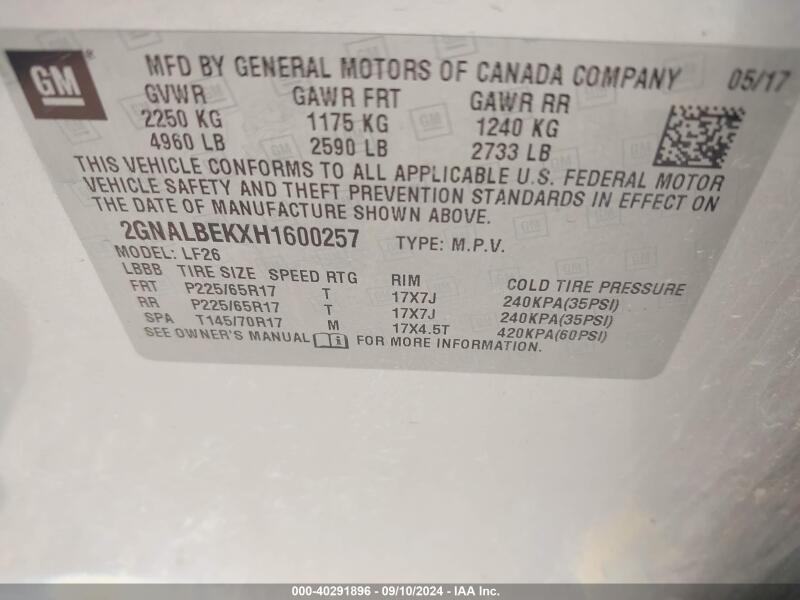 GM ® MFD BY GENERAL MOTORS OF CANADA COMPANY 05/17
GVWR GAWR FRT GAWR RR
2250 KG 1175 KG 1240 KG
4960 LB 2590 LB 2733 LB
THIS VEHICLE CONFORMS TO ALL APPLICABLE U.S. FEDERAL MOTOR
VEHICLE SAFETY AND THEFT PREVENTION STANDARDS IN EFFECT ON
THE DATE OF MANUFACTURE SHOWN ABOVE.
2GNALBEKXH1600257 TYPE: M.P.V.
MODEL: LF26
LBBB TIRE SIZE SPEED RTG RIM COLD TIRE PRESSURE
FRT P225/65R17 T 17X7J 240KPA(35PSI)
RR P225/65R17 T 17X7J 240KPA(35PSI)
SPA T145/70R17 M 17X4.5T 420KPA(60PSI)
SEE OWNER'S MANUAL FOR MORE INFORMATION.
000-40291896 - 09/10/2024 - IAA Inc.